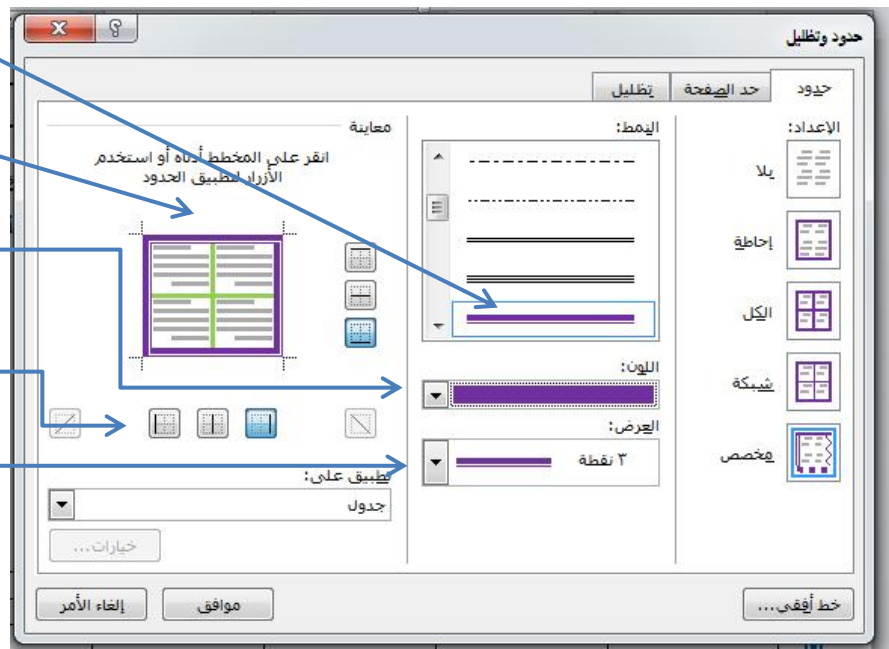 حدود وتظليل
حدود
حد الصفحة
تظليل
الإعداد:
بلا
إحاطة
الكل
شبكة
مخصص
النمط:
اللون:
العرض:
٣ نقطة
معاينة
انقر على المخطط أدناه أو استخدم
الأزرار لتطبيق الحدود
تطبيق على:
جدول
خيارات...
خط أفقي...
موافق
إلغاء الأمر